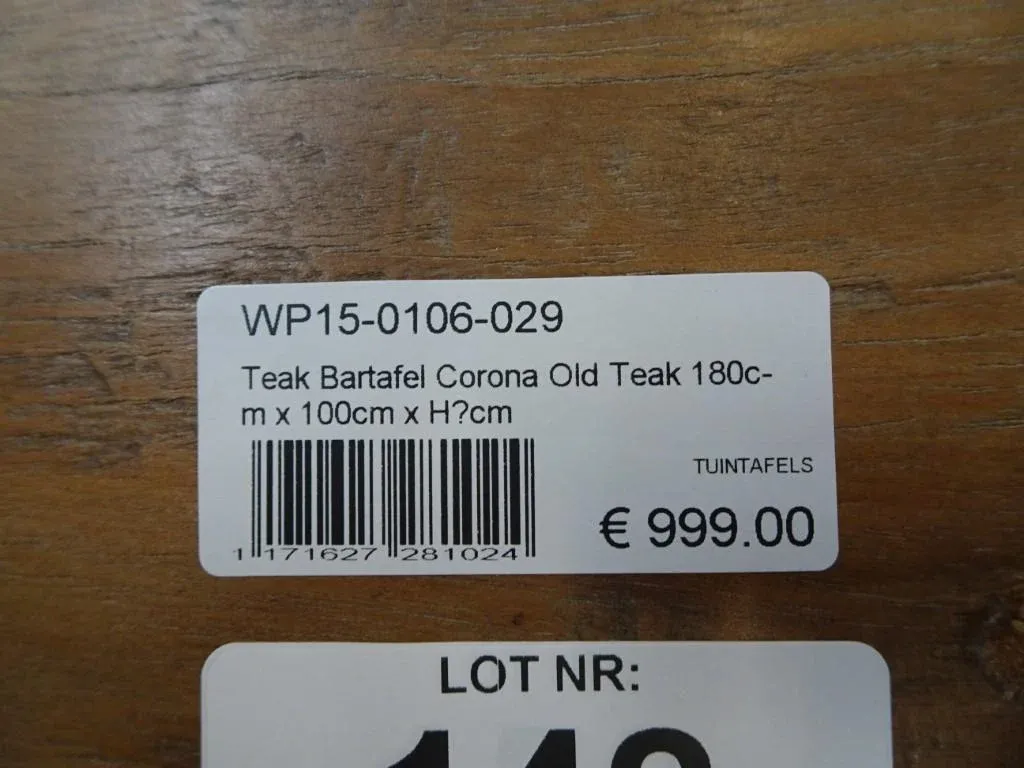 WP15-0106-029
Teak Bartafel Corona Old Teak 180c-
m x 100cm x H?cm
TUINTAFELS
€ 999.00
1 171627 281024
LOT NR: